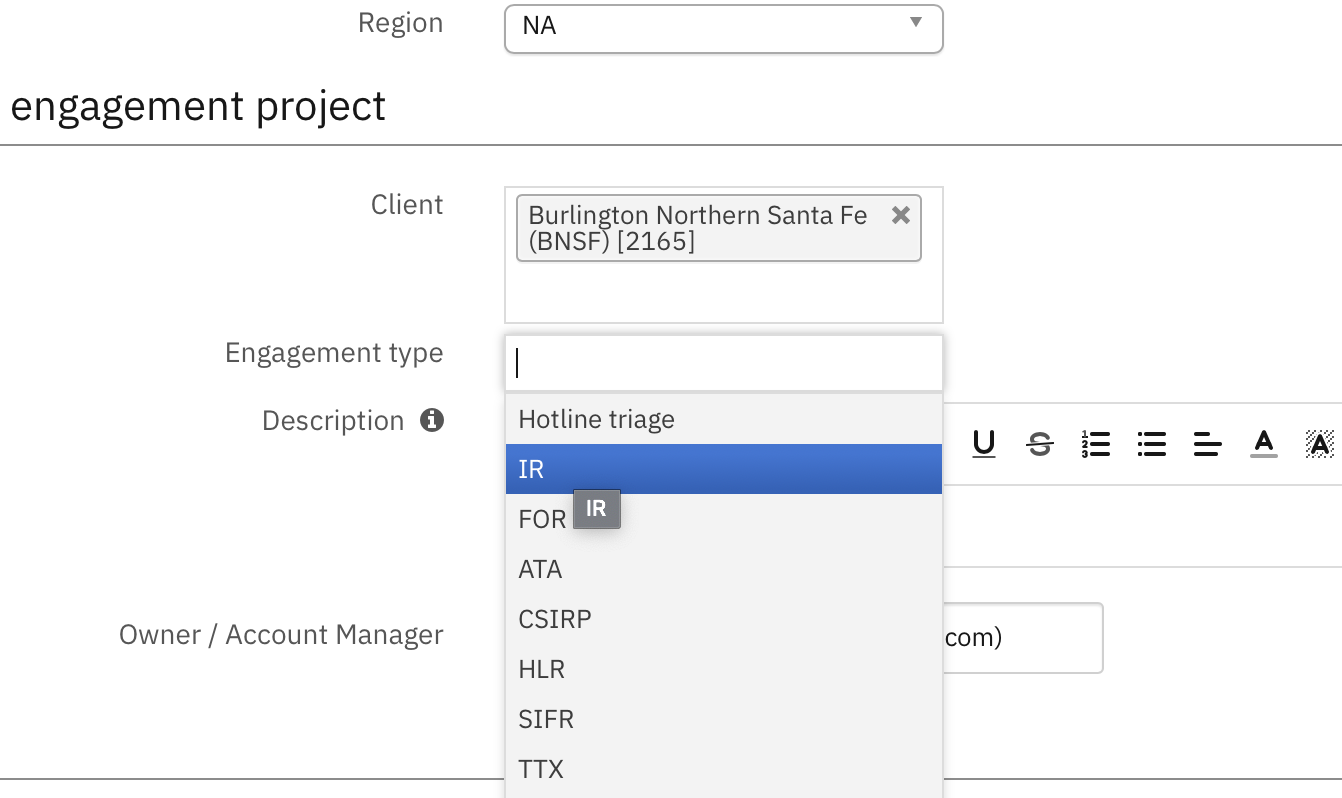 Region
NA
engagement project
Client
Burlington Northern Santa Fe
(BNSF) [2165]
Engagement type
Description
Hotline triage
IR
IR
FOR
ATA
CSIRP
HLR
SIFR
TTX
Owner / Account Manager
com)